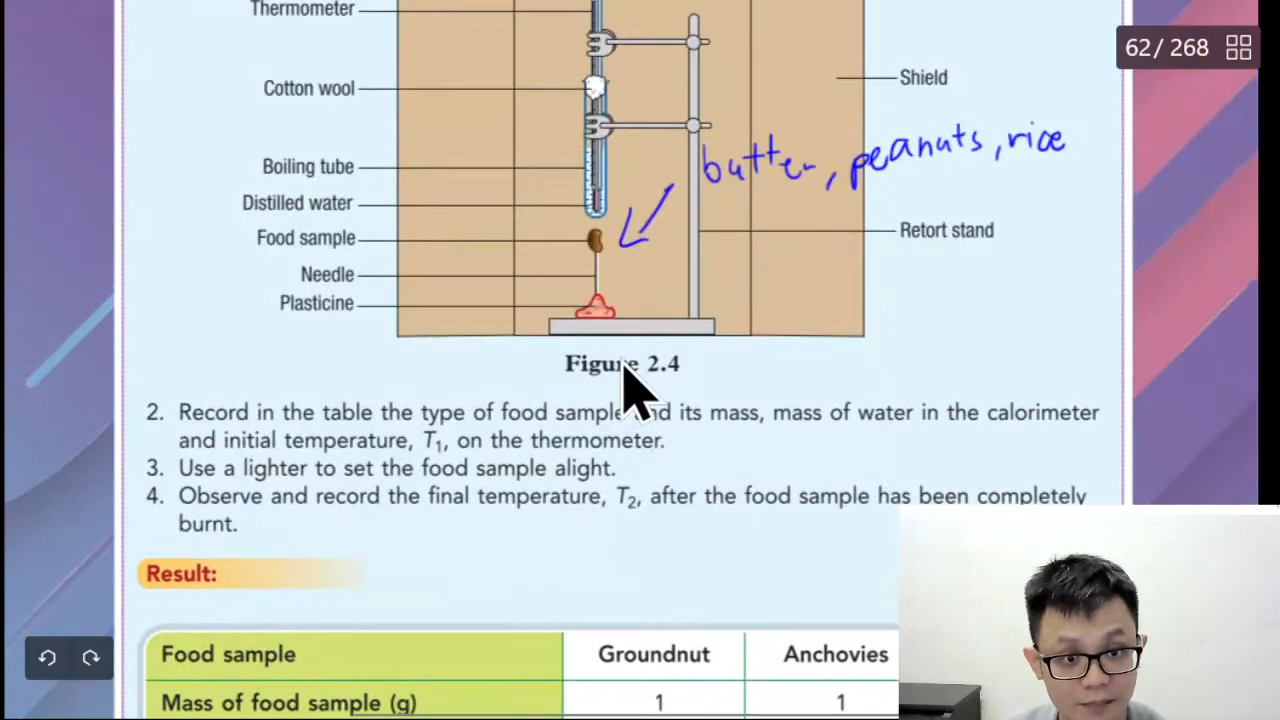 Thermometer
62/ 268
Cotton wool
Shield
butter, peanuts, rice
Boiling tube
Distilled water
Food sample
Retort stand
Needle
Plasticine
Figure 2.4
2. Record in the table the type of food sample and its mass, mass of water in the calorimeter
and initial temperature, T₁, on the thermometer.
3. Use a lighter to set the food sample alight.
4. Observe and record the final temperature, T₂, after the food sample has been completely
burnt.
Result:
Food sample Groundnut Anchovies
Mass of food sample (g) 1 1